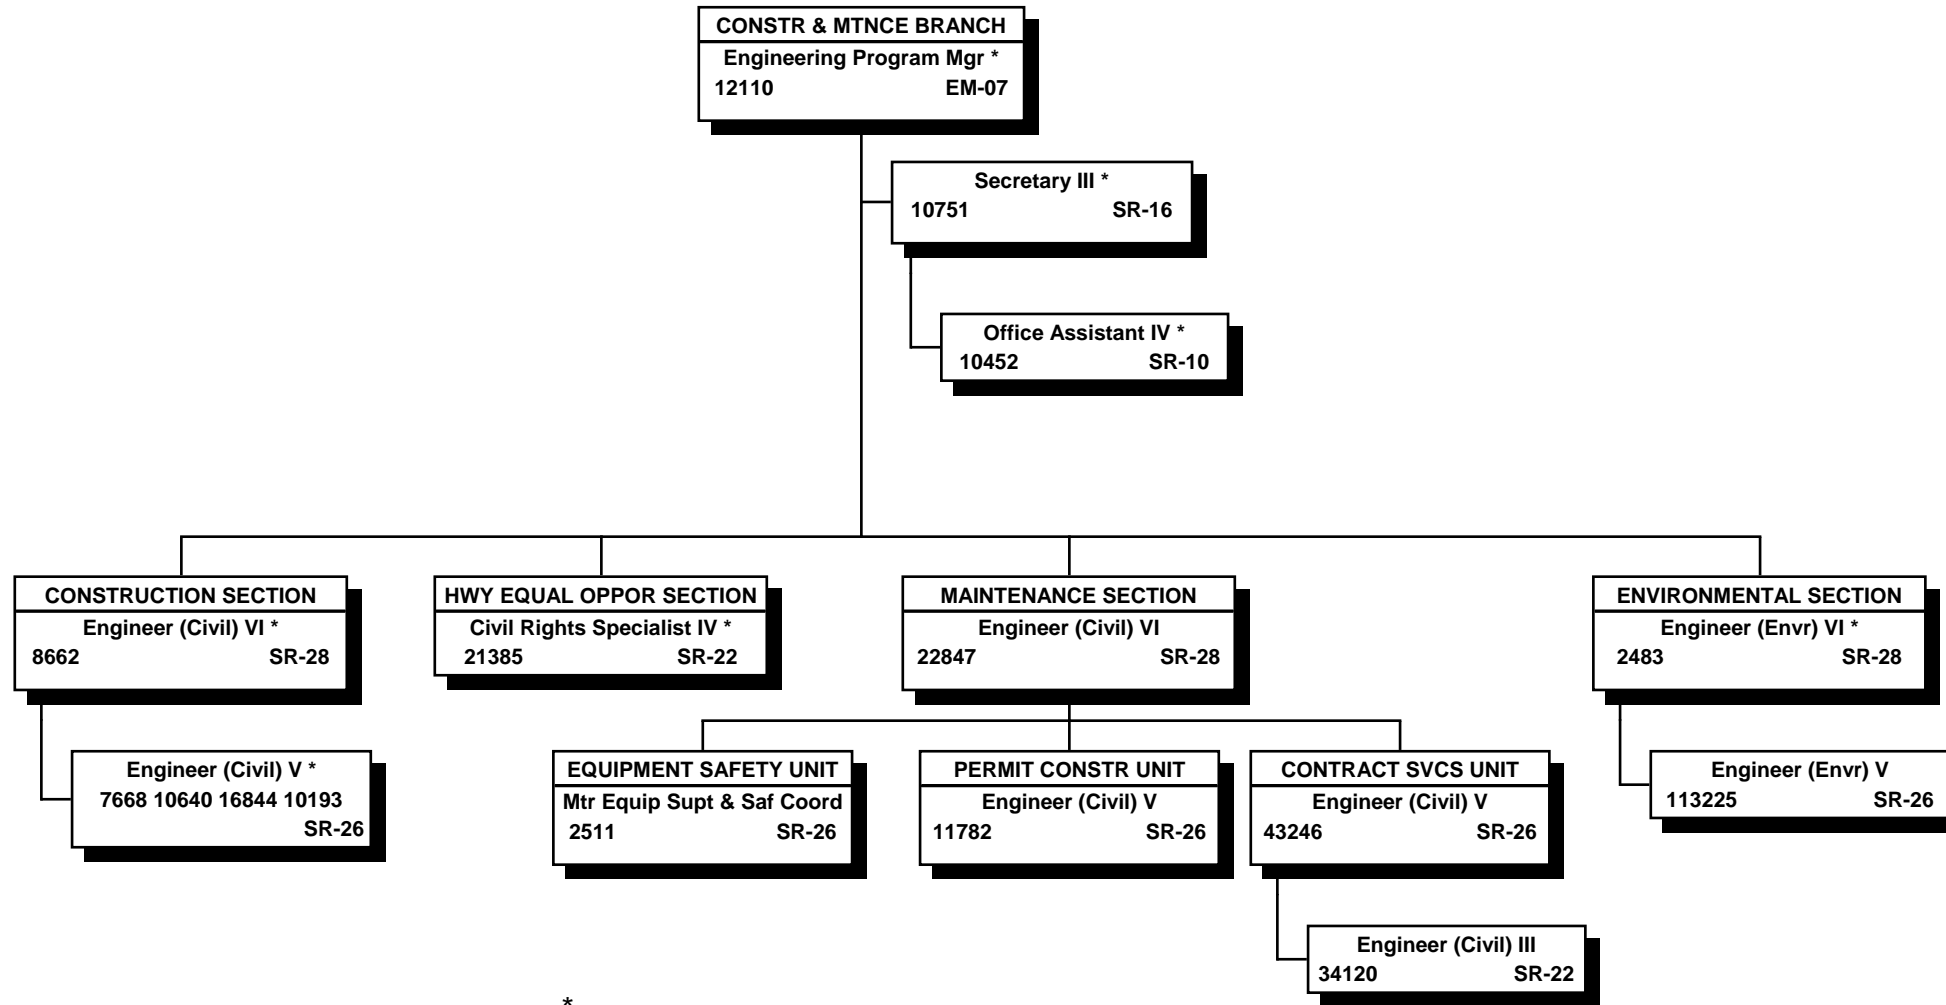 CONSTR & MTNCE BRANCH
Engineering Program Mgr *
12110 EM-07
Secretary III *
10751 SR-16
Office Assistant IV *
10452 SR-10
CONSTRUCTION SECTION
Engineer (Civil) VI *
8662 SR-28
Engineer (Civil) V *
7668 10640 16844 10193
SR-26
HWY EQUAL OPPOR SECTION
Civil Rights Specialist IV *
21385 SR-22
MAINTENANCE SECTION
Engineer (Civil) VI
22847 SR-28
EQUIPMENT SAFETY UNIT
Mtr Equip Supt & Saf Coord
2511 SR-26
PERMIT CONSTR UNIT
Engineer (Civil) V
11782 SR-26
CONTRACT SVCS UNIT
Engineer (Civil) V
43246 SR-26
Engineer (Civil) III
34120 SR-22
ENVIRONMENTAL SECTION
Engineer (Envr) VI *
2483 SR-28
Engineer (Envr) V
113225 SR-26
*